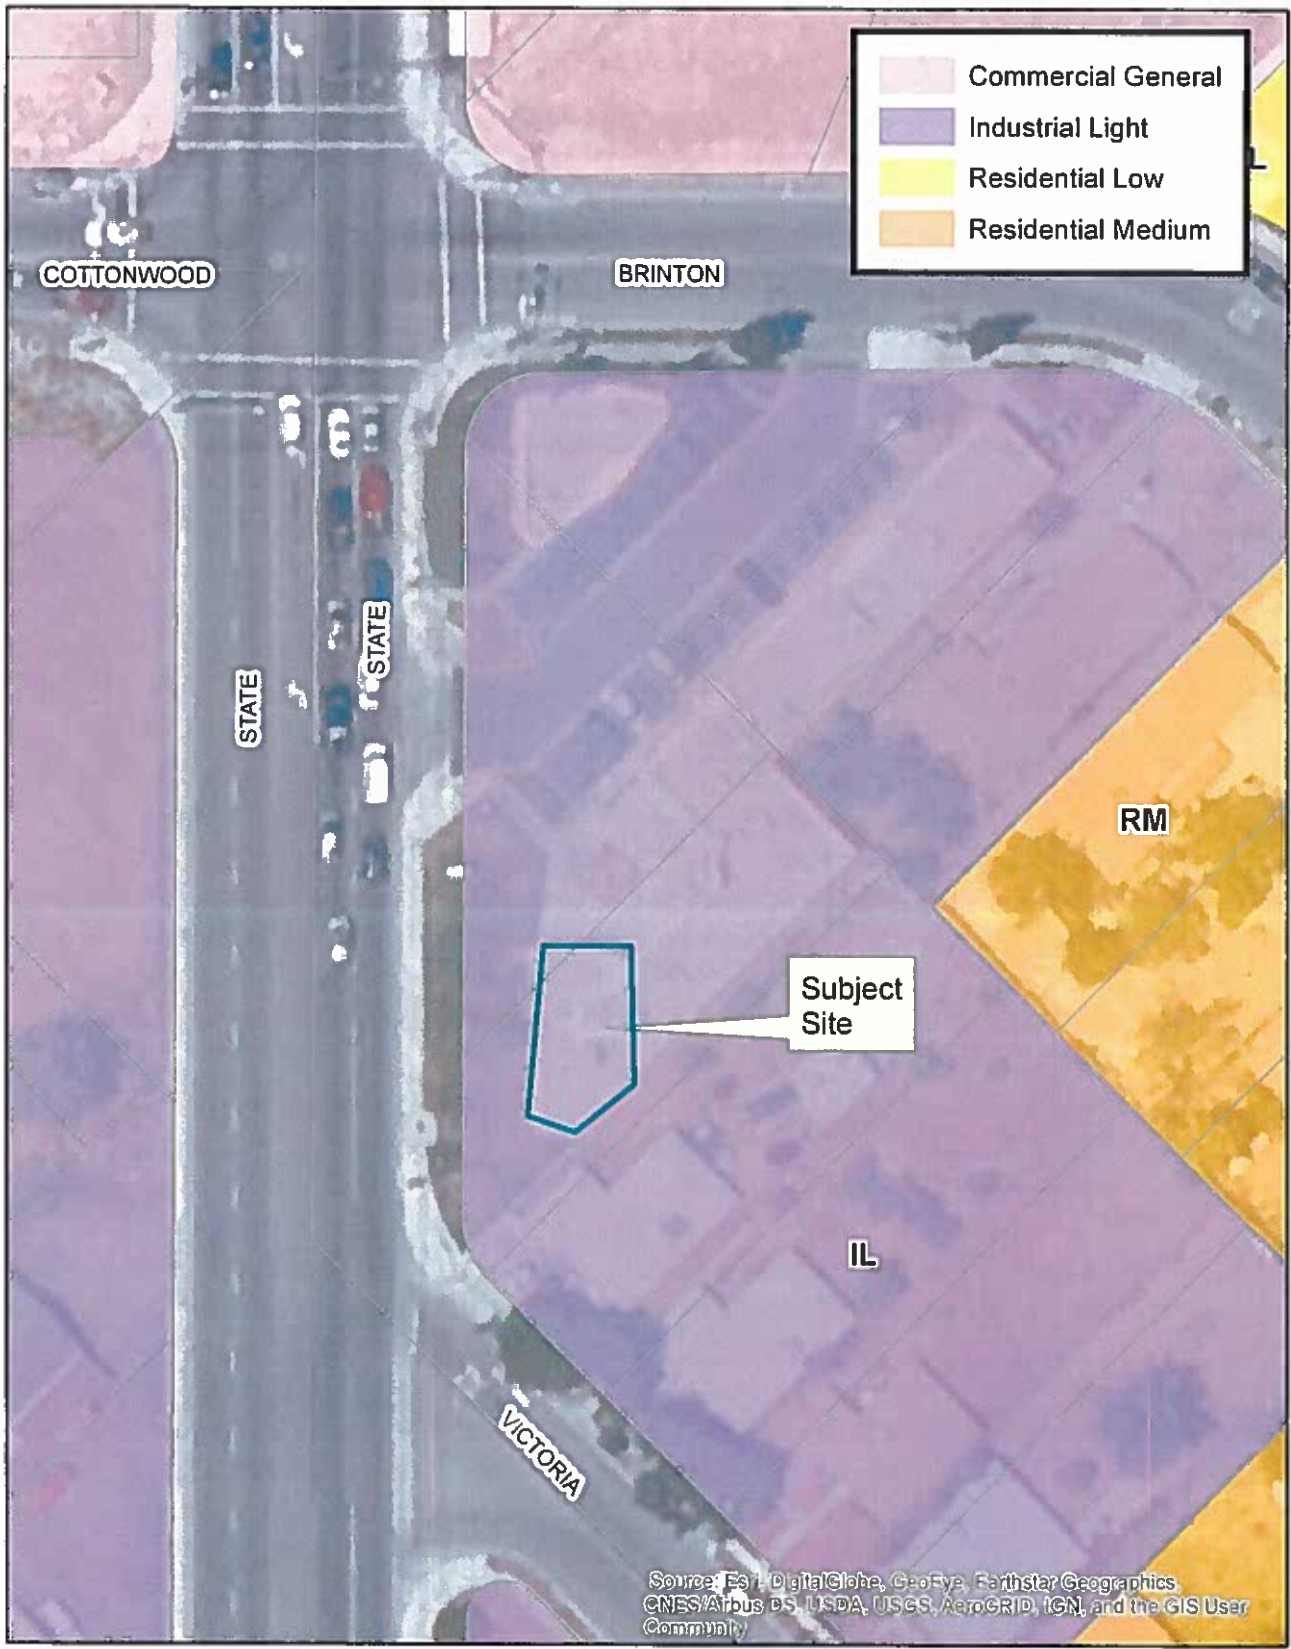 Commercial General
Industrial Light
Residential Low
Residential Medium
L
COTTONWOOD
BRINTON
STATE
STATE
RM
Subject
Site
IL
VICTORIA
Source: Esri, DigitalGlobe, GeoEye, Earthstar Geographics,
CNES/Airbus DS, USDA, USGS, AeroGRID, IGN, and the GIS User
Community